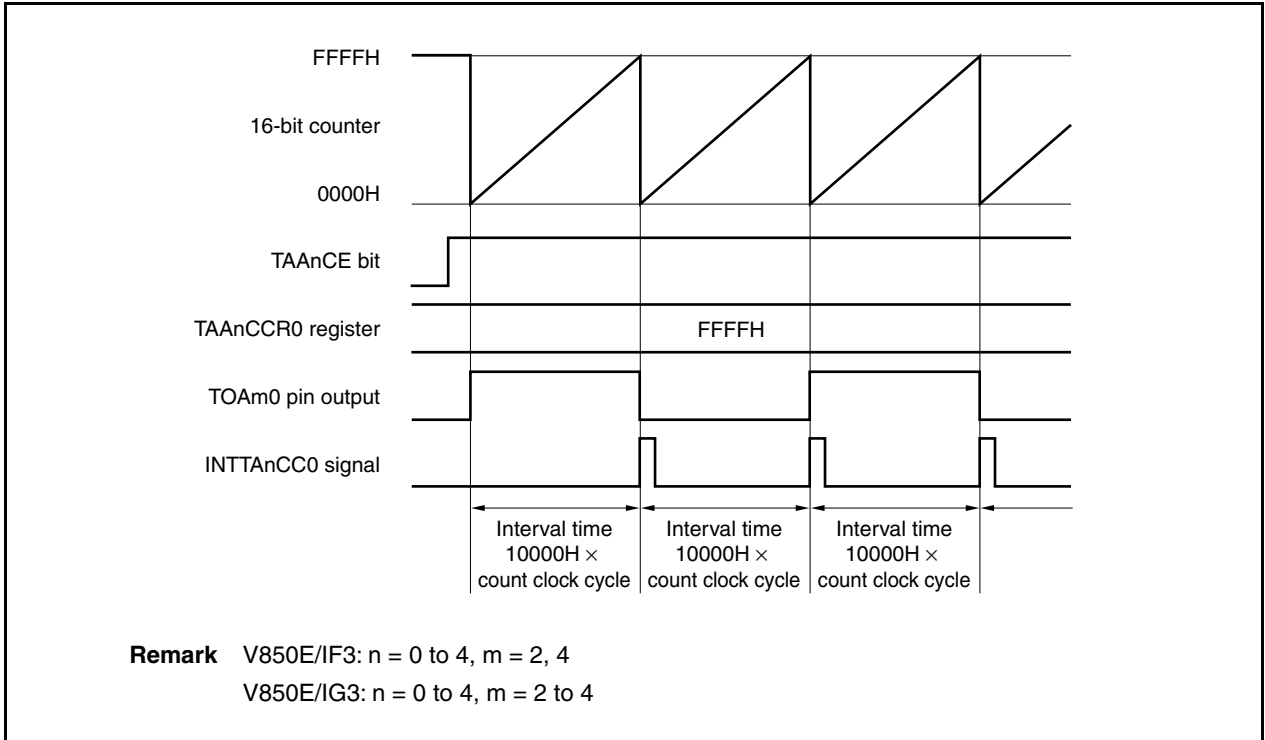 FFFFH
16-bit counter
0000H
TAAnCE bit
TAAnCCR0 register
FFFFH
TOAm0 pin output
INTTAnCC0 signal
Interval time
10000H ×
count clock cycle
Interval time
10000H ×
count clock cycle
Interval time
10000H ×
count clock cycle
Remark V850E/IF3: n = 0 to 4, m = 2, 4
V850E/IG3: n = 0 to 4, m = 2 to 4